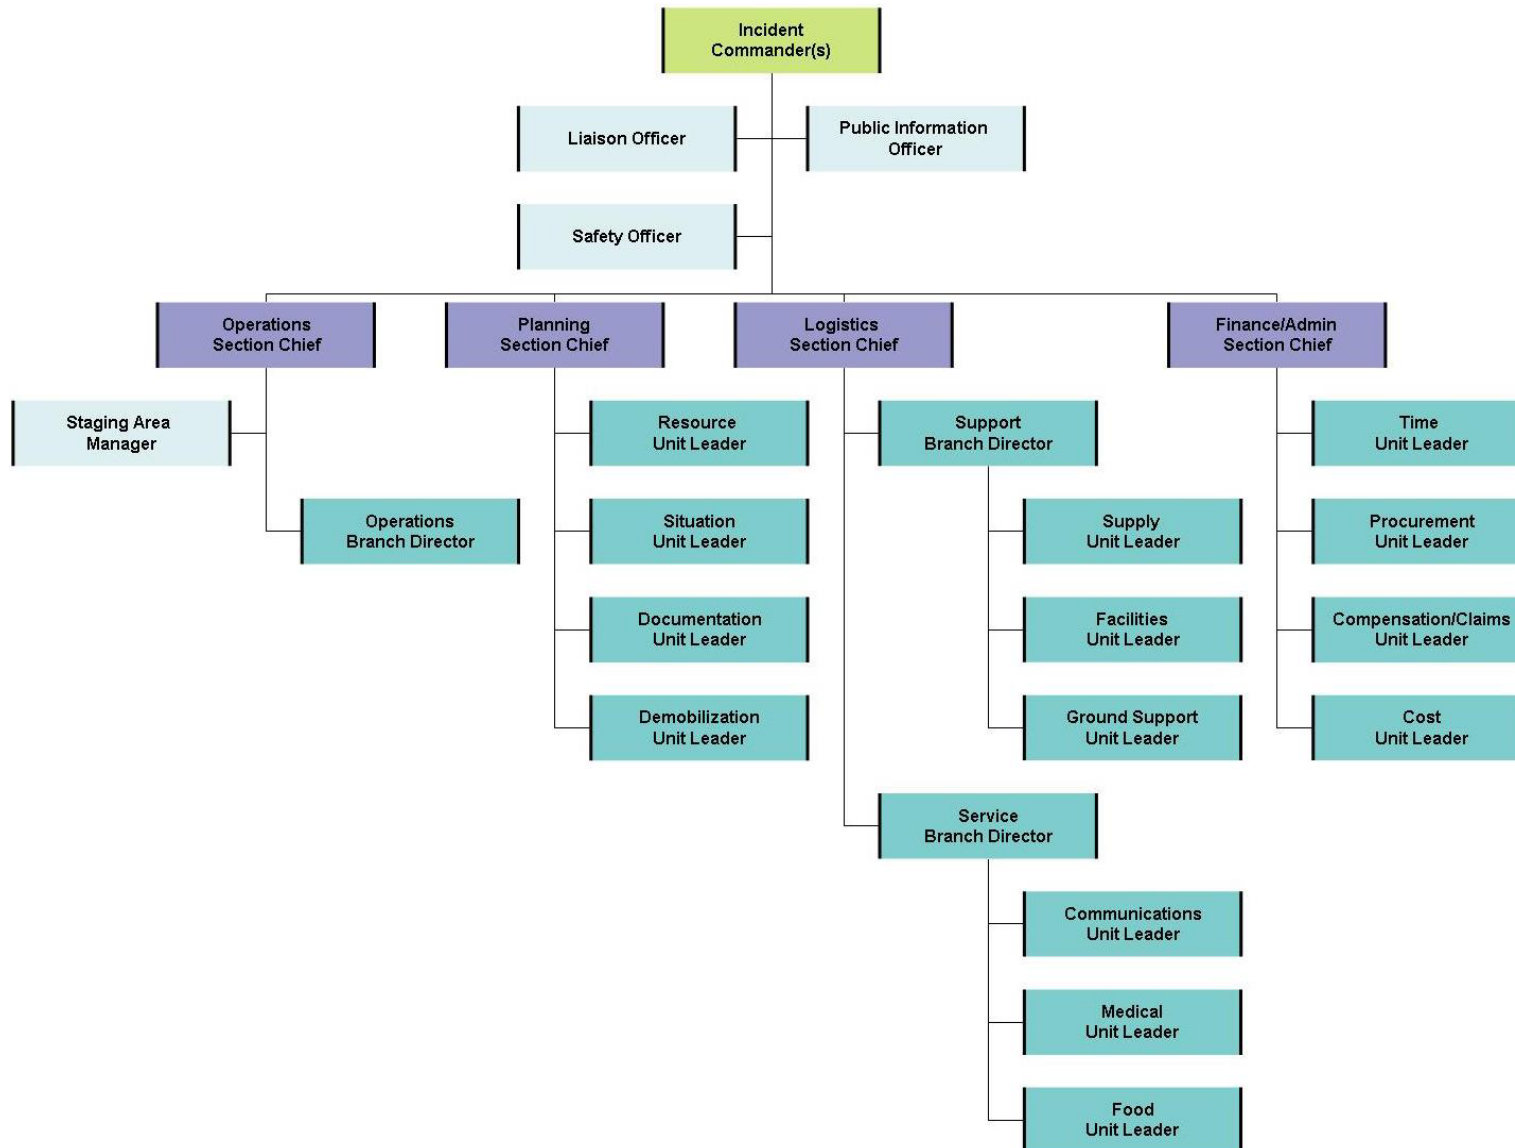 Incident
Commander(s)
Liaison Officer
Public Information
Officer
Safety Officer
Operations
Section Chief
Planning
Section Chief
Logistics
Section Chief
Finance/Admin
Section Chief
Staging Area
Manager
Resource
Unit Leader
Support
Branch Director
Time
Unit Leader
Operations
Branch Director
Situation
Unit Leader
Supply
Unit Leader
Procurement
Unit Leader
Documentation
Unit Leader
Facilities
Unit Leader
Compensation/Claims
Unit Leader
Demobilization
Unit Leader
Ground Support
Unit Leader
Cost
Unit Leader
Service
Branch Director
Communications
Unit Leader
Medical
Unit Leader
Food
Unit Leader